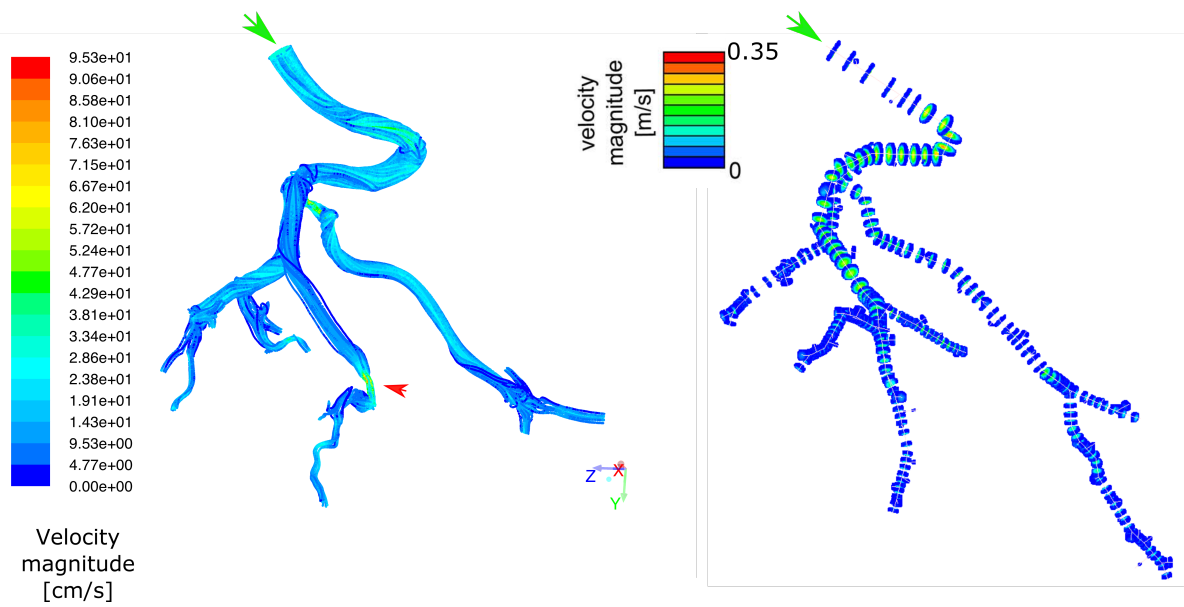 9.53e+01
9.06e+01
8.58e+01
8.10e+01
7.63e+01
7.15e+01
6.67e+01
6.20e+01
5.72e+01
5.24e+01
4.77e+01
4.29e+01
3.81e+01
3.34e+01
2.86e+01
2.38e+01
1.91e+01
1.43e+01
9.53e+00
4.77e+00
0.00e+00
Velocity
magnitude
[cm/s]
Z
X
Y
velocity
magnitude
[m/s]
0.35
0